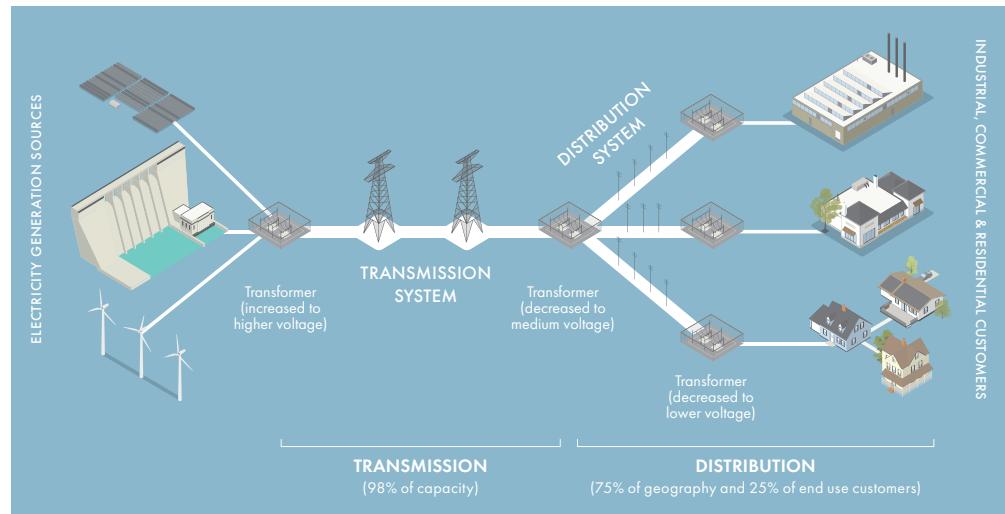 ELECTRICITY GENERATION SOURCES
Transformer
(increased to
higher voltage)
TRANSMISSION
SYSTEM
Transformer
(decreased to
medium voltage)
DISTRIBUTION
SYSTEM
Transformer
(decreased to
lower voltage)
INDUSTRIAL, COMMERCIAL & RESIDENTIAL CUSTOMERS
TRANSMISSION
(98% of capacity)
DISTRIBUTION
(75% of geography and 25% of end use customers)